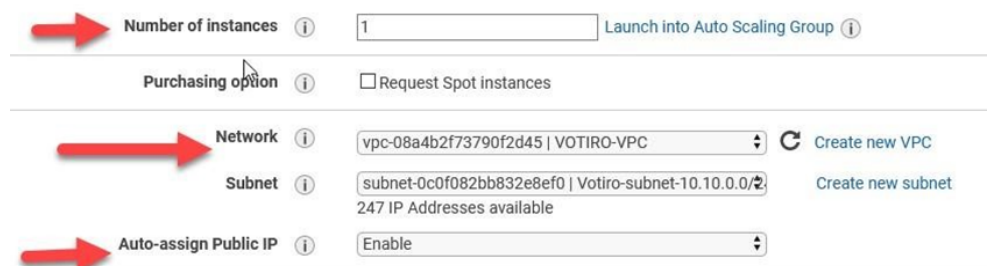 Number of instances 1 Launch into Auto Scaling Group
Purchasing option Request Spot instances
Network vpc-08a4b2f73790f2d45 | VOTIRO-VPC Create new VPC
Subnet subnet-0c0f082bb832e8ef0 | Votiro-subnet-10.10.0.0/24 Create new subnet
247 IP Addresses available
Auto-assign Public IP Enable